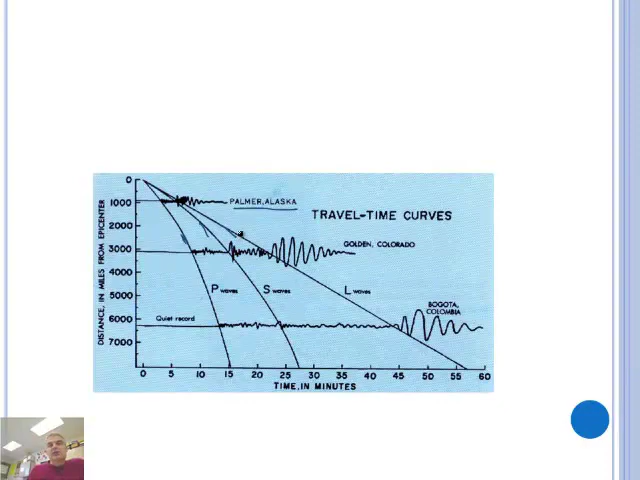 0
1000
PALMER, ALASKA
TRAVEL-TIME CURVES
2000
3000
GOLDEN, COLORADO
4000
5000
P waves
S waves
L waves
BOGOTA,
COLOMBIA
6000
Quiet record
7000
DISTANCE, IN MILES FROM EPICENTER
0 5 10 15 20 25 30 35 40 45 50 55 60
TIME, IN MINUTES